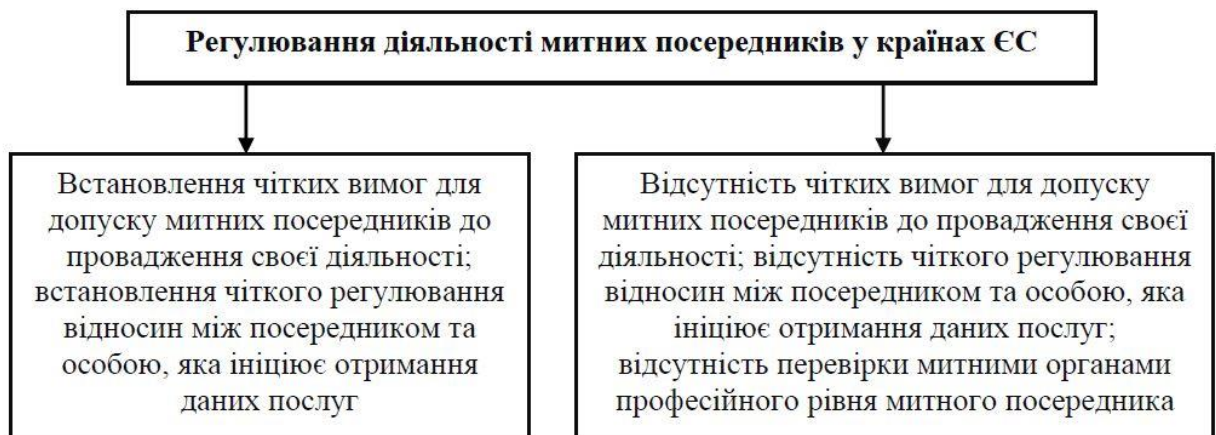 Регулювання діяльності митних посередників у країнах ЄС
Встановлення чітких вимог для
допуску митних посередників до
провадження своєї діяльності;
встановлення чіткого регулювання
відносин між посередником та
особою, яка ініціює отримання
даних послуг
Відсутність чітких вимог для допуску
митних посередників до провадження своєї
діяльності; відсутність чіткого регулювання
відносин між посередником та особою, яка
ініціює отримання даних послуг;
відсутність перевірки митними органами
професійного рівня митного посередника